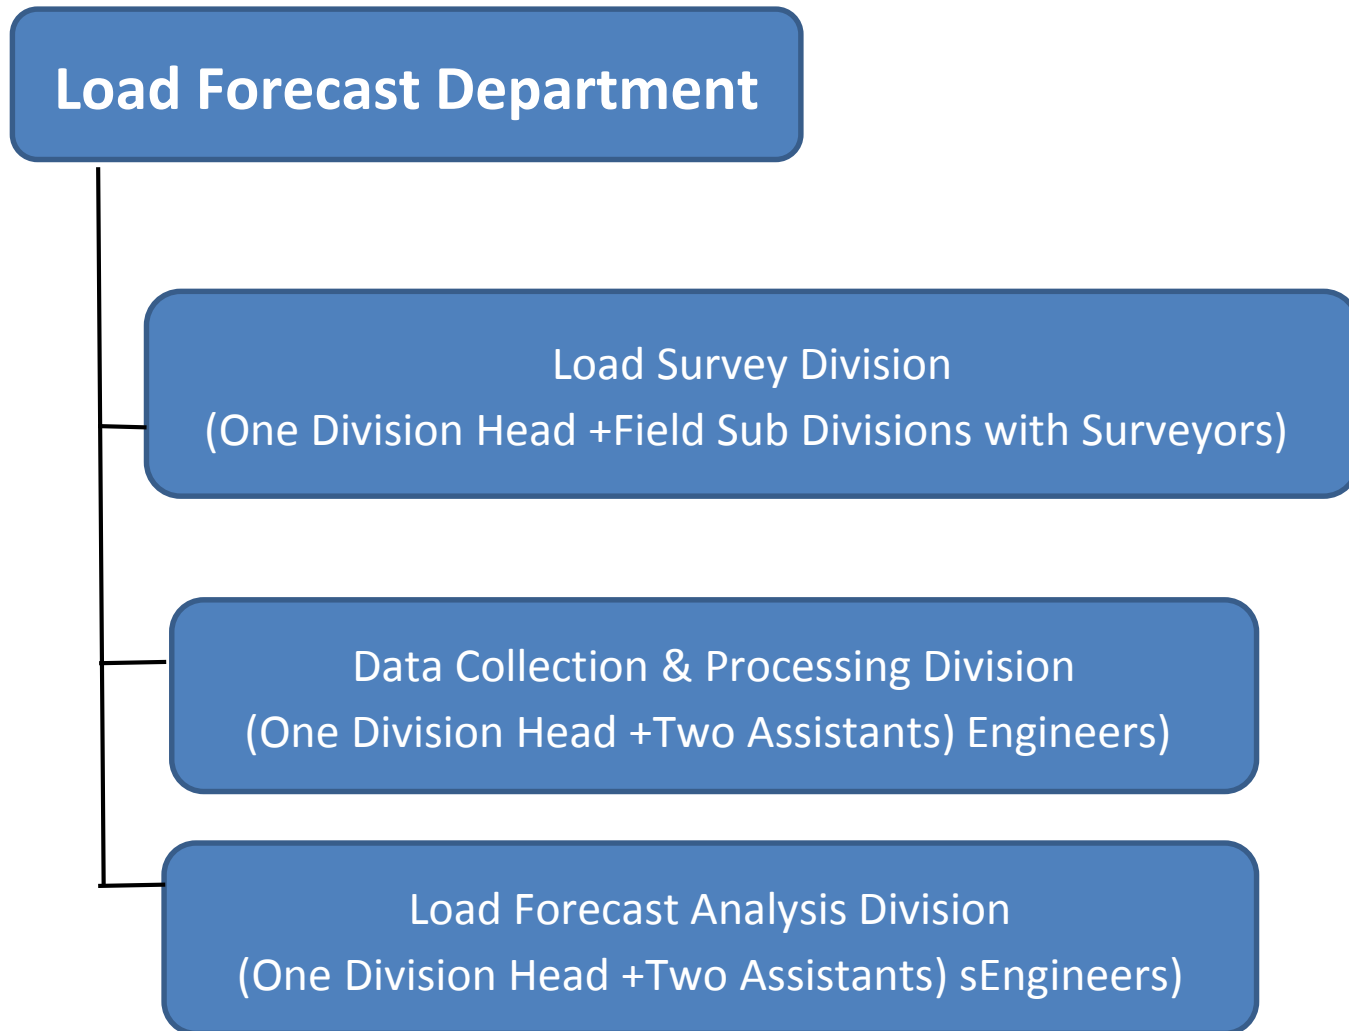 Load Forecast Department
Load Survey Division
(One Division Head +Field Sub Divisions with Surveyors)
Data Collection & Processing Division
(One Division Head +Two Assistants) Engineers)
Load Forecast Analysis Division
(One Division Head +Two Assistants) sEngineers)